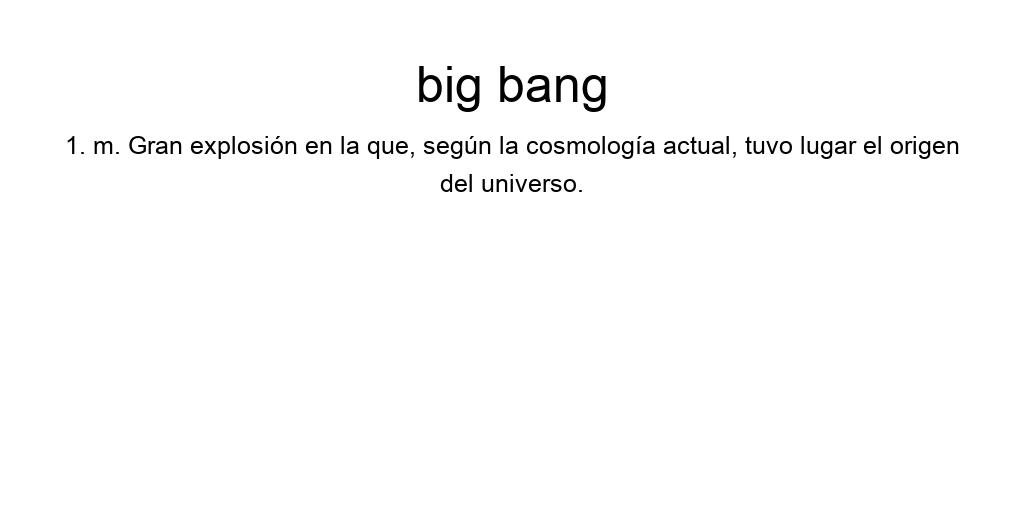 big bang
1. m. Gran explosión en la que, según la cosmología actual, tuvo lugar el origen
del universo.